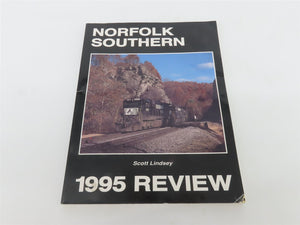 NORFOLK
SOUTHERN
Scott Lindsey
1995 REVIEW